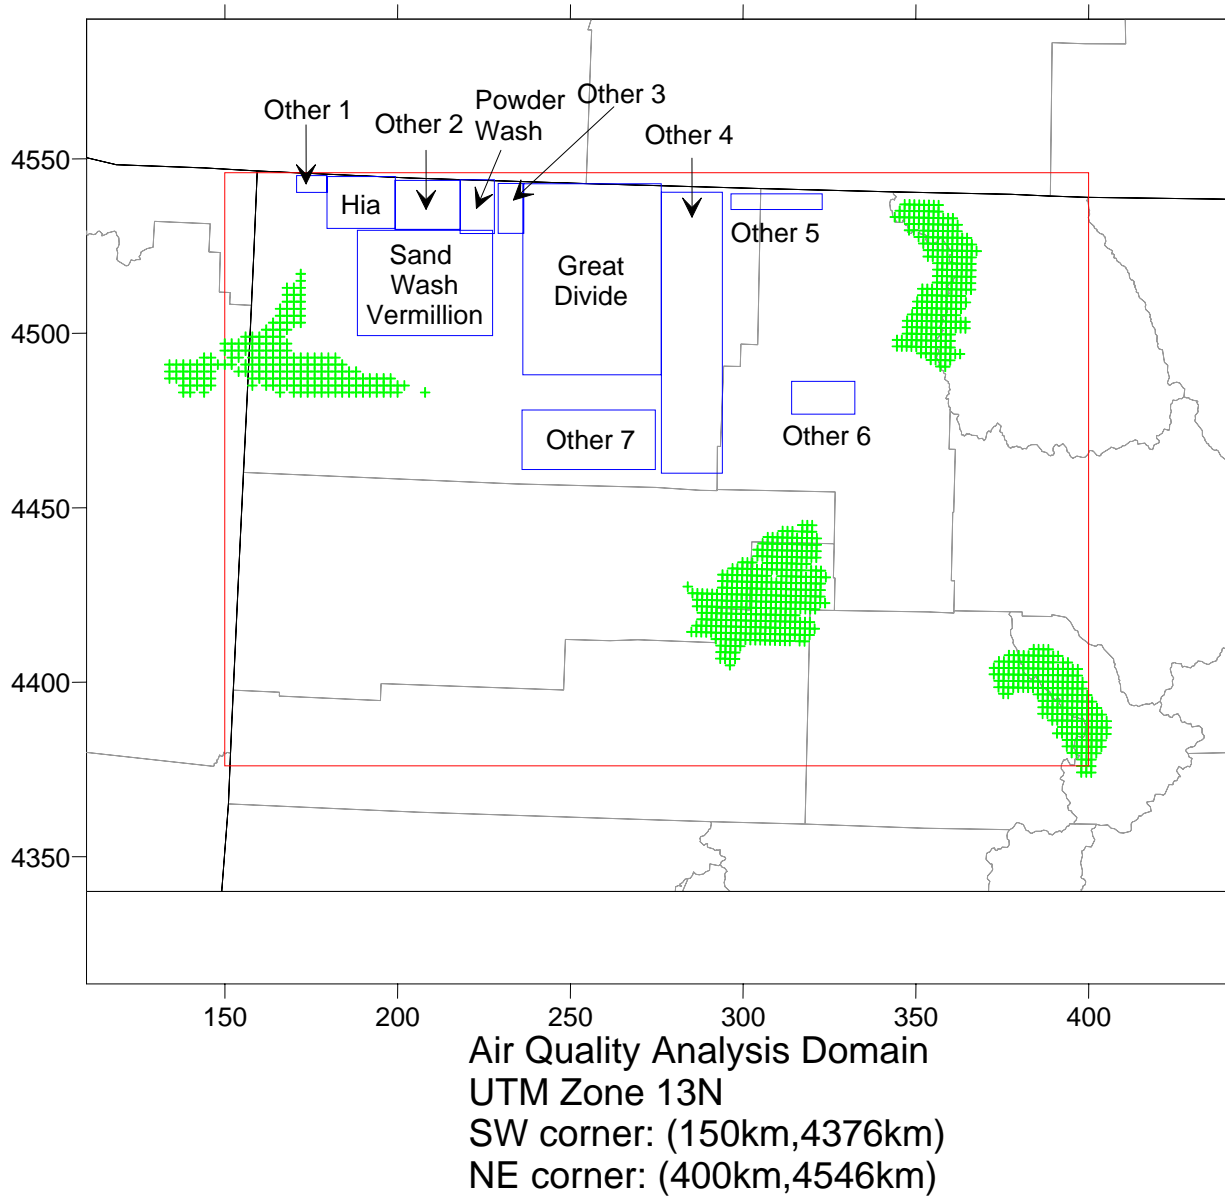 Other 1
Other 2
Powder
Wash
Other 3
Other 4
4550
Hia
Other 5
Sand
Wash
Vermillion
Great
Divide
4500
Other 7
Other 6
4450
4400
4350
150
200
250
300
350
400
Air Quality Analysis Domain
UTM Zone 13N
SW corner: (150km,4376km)
NE corner: (400km,4546km)